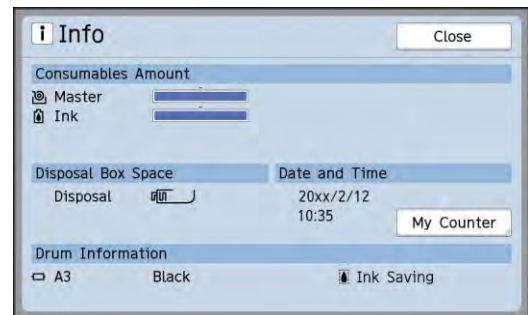 i Info
Close
Consumables Amount
Master
Ink
Disposal Box Space
Date and Time
Disposal
20xx/2/12
10:35
My Counter
Drum Information
A3 Black Ink Saving